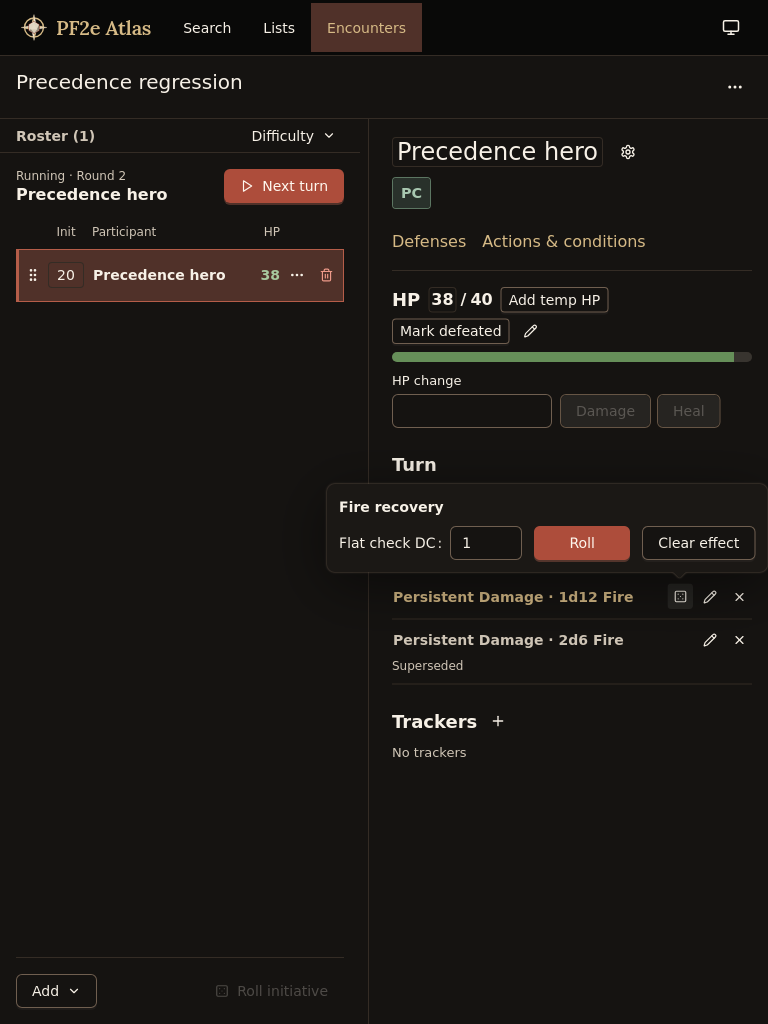 PF2e Atlas Search Lists Encounters
Precedence regression
Roster (1) Difficulty
Running · Round 2
Precedence hero
Next turn
Init Participant HP
20 Precedence hero 38
Add
Roll initiative
Precedence hero
PC
Defenses Actions & conditions
HP 38 / 40 Add temp HP
Mark defeated
HP change
Damage Heal
Turn
Fire recovery
Flat check DC: 1 Roll Clear effect
Persistent Damage · 1d12 Fire
Persistent Damage · 2d6 Fire
Superseded
Trackers +
No trackers